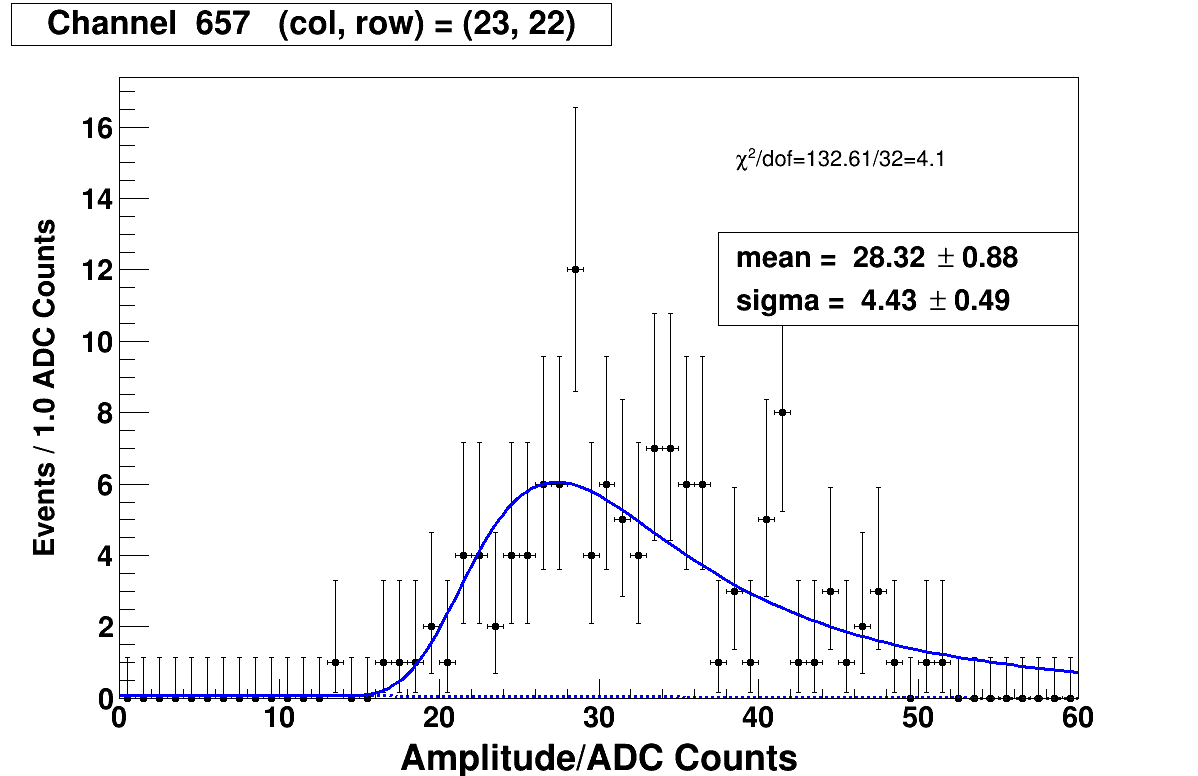 Channel  657   (col, row) = (23, 22)
χ²/dof=132.61/32=4.1
mean =  28.32 ± 0.88
sigma =  4.43 ± 0.49
Events / 1.0 ADC Counts
16
14
12
10
8
6
4
2
0
0 10 20 30 40 50 60
Amplitude/ADC Counts